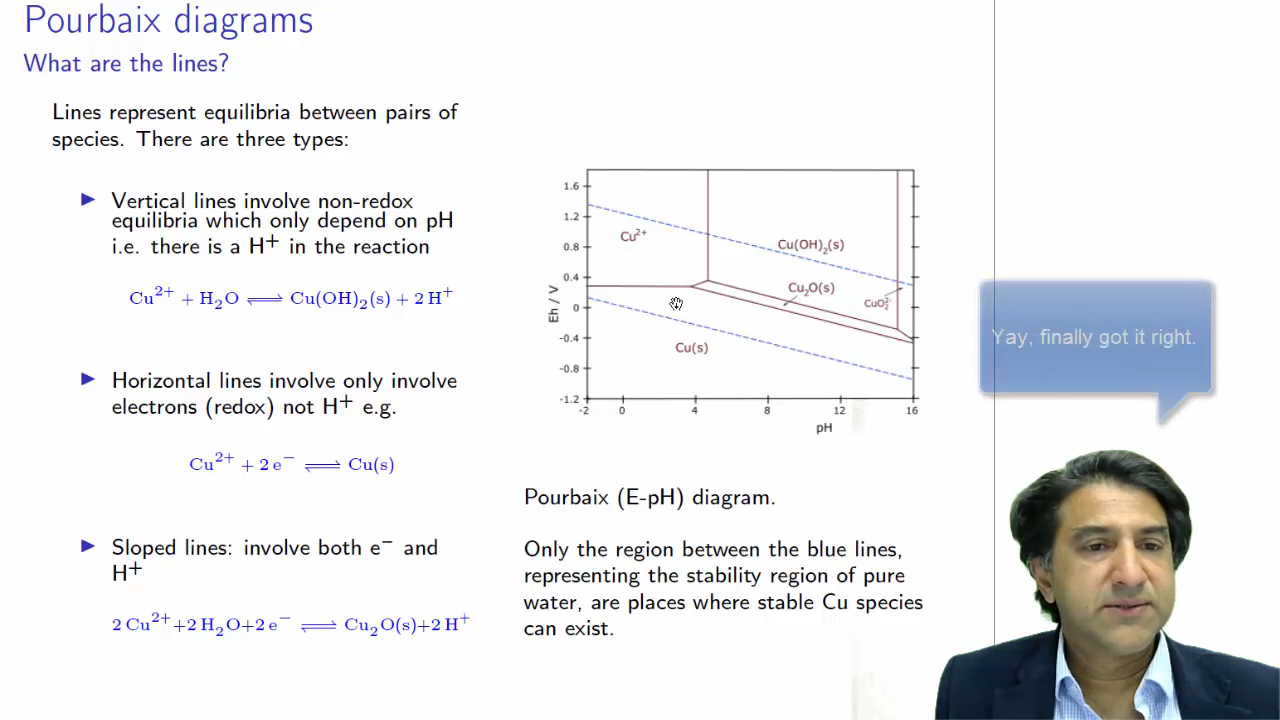 Pourbaix diagrams
What are the lines?
Lines represent equilibria between pairs of
species. There are three types:
▶ Vertical lines involve non-redox
equilibria which only depend on pH
i.e. there is a H⁺ in the reaction
Cu²⁺ + H₂O ⇌ Cu(OH)₂(s) + 2 H⁺
▶ Horizontal lines involve only involve
electrons (redox) not H⁺ e.g.
Cu²⁺ + 2 e⁻ ⇌ Cu(s)
▶ Sloped lines: involve both e⁻ and
H⁺
2 Cu²⁺+2 H₂O+2 e⁻ ⇌ Cu₂O(s)+2 H⁺
1.6
1.2
0.8
0.4
0
-0.4
-0.8
-1.2
Eh / V
Cu²⁺
Cu(OH)₂(s)
Cu₂O(s)
CuO₂²⁻
Cu(s)
-2 0 4 8 12 16
pH
Pourbaix (E-pH) diagram.
Only the region between the blue lines,
representing the stability region of pure
water, are places where stable Cu species
can exist.
Yay, finally got it right.